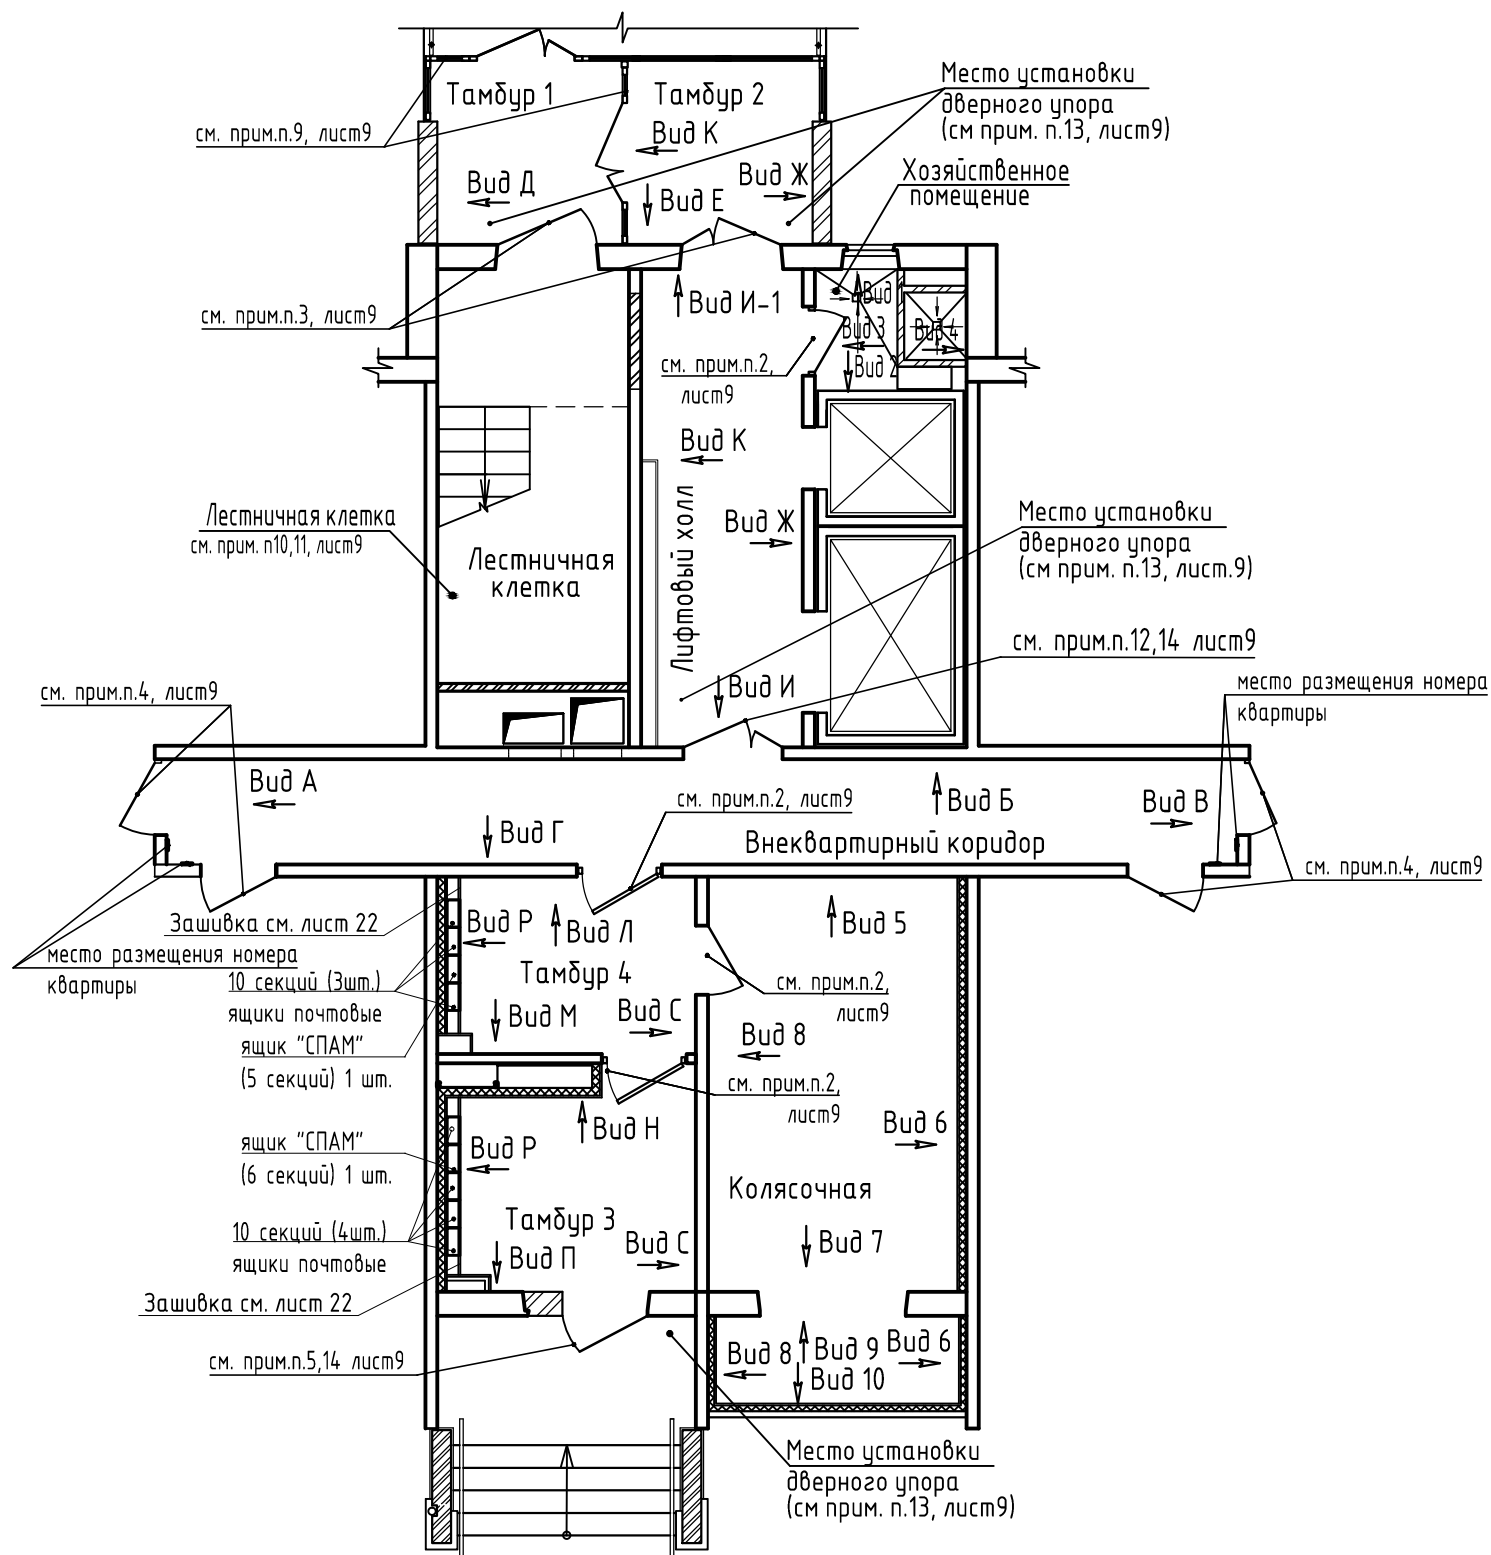 Тамбур 1
Тамбур 2
Место установки
дверного упора
(см прим. п.13, лист9)
см. прим.п.9, лист9
Вид К
Вид Д
Вид Е
Вид Ж
Хозяйственное
помещение
см. прим.п.3, лист9
Вид И-1
Вид
Вид 3
Вид 4
Вид 2
см. прим.п.2,
лист9
Вид К
Лестничная клетка
см. прим. п10,11, лист9
Лестничная
клетка
Лифтовый холл
Вид Ж
Место установки
дверного упора
(см прим. п.13, лист.9)
см. прим.п.12,14 лист9
Вид И
см. прим.п.4, лист9
место размещения номера
квартиры
Вид А
Вид Г
см. прим.п.2, лист9
Вид Б
Вид В
Внеквартирный коридор
см. прим.п.4, лист9
Зашивка см. лист 22
место размещения номера
квартиры
Вид Р
Вид Л
Вид 5
Тамбур 4
10 секций (3шт.)
ящики почтовые
см. прим.п.2,
лист9
Вид М
Вид С
Вид 8
ящик "СПАМ"
(5 секций) 1 шт.
см. прим.п.2,
лист9
Вид Н
Вид 6
ящик "СПАМ"
(6 секций) 1 шт.
Вид Р
Колясочная
Тамбур 3
10 секций (4шт.)
ящики почтовые
Вид П
Вид С
Вид 7
Зашивка см. лист 22
см. прим.п.5,14 лист9
Вид 8
Вид 9
Вид 6
Вид 10
Место установки
дверного упора
(см прим. п.13, лист9)